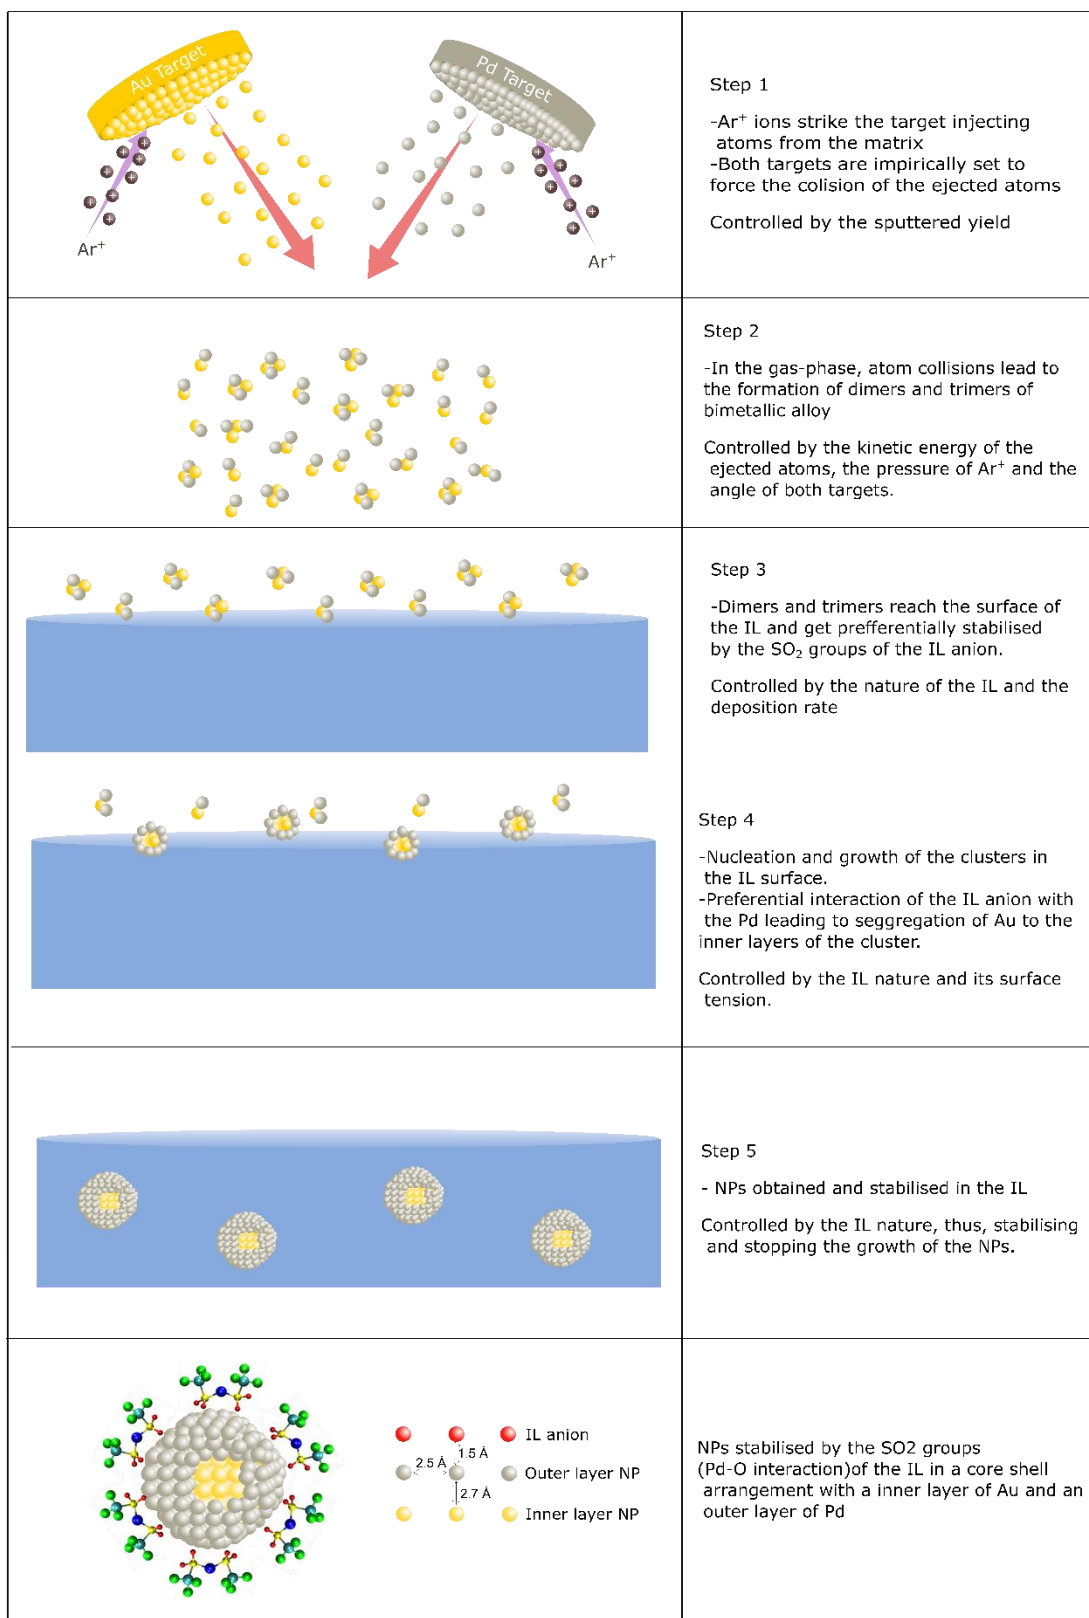 Au Target
Pd Target
Ar⁺
Ar⁺
Step 1
-Ar⁺ ions strike the target injecting
atoms from the matrix
-Both targets are impirically set to
force the colision of the ejected atoms
Controlled by the sputtered yield
Step 2
-In the gas-phase, atom collisions lead to
the formation of dimers and trimers of
bimetallic alloy
Controlled by the kinetic energy of the
ejected atoms, the pressure of Ar⁺ and the
angle of both targets.
Step 3
-Dimers and trimers reach the surface of
the IL and get prefferentially stabilised
by the SO₂ groups of the IL anion.
Controlled by the nature of the IL and the
deposition rate
Step 4
-Nucleation and growth of the clusters in
the IL surface.
-Preferential interaction of the IL anion with
the Pd leading to seggregation of Au to the
inner layers of the cluster.
Controlled by the IL nature and its surface
tension.
Step 5
- NPs obtained and stabilised in the IL
Controlled by the IL nature, thus, stabilising
and stopping the growth of the NPs.
IL anion
1.5 Å
2.5 Å
Outer layer NP
2.7 Å
Inner layer NP
NPs stabilised by the SO2 groups
(Pd-O interaction)of the IL in a core shell
arrangement with a inner layer of Au and an
outer layer of Pd